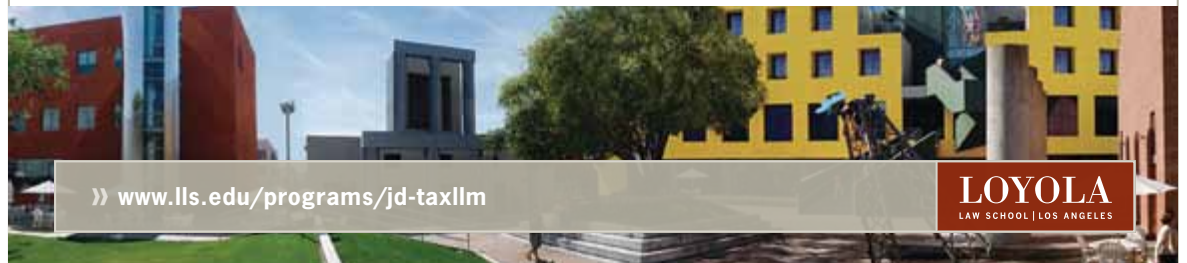 » www.lls.edu/programs/jd-taxllm
LOYOLA
LAW SCHOOL | LOS ANGELES